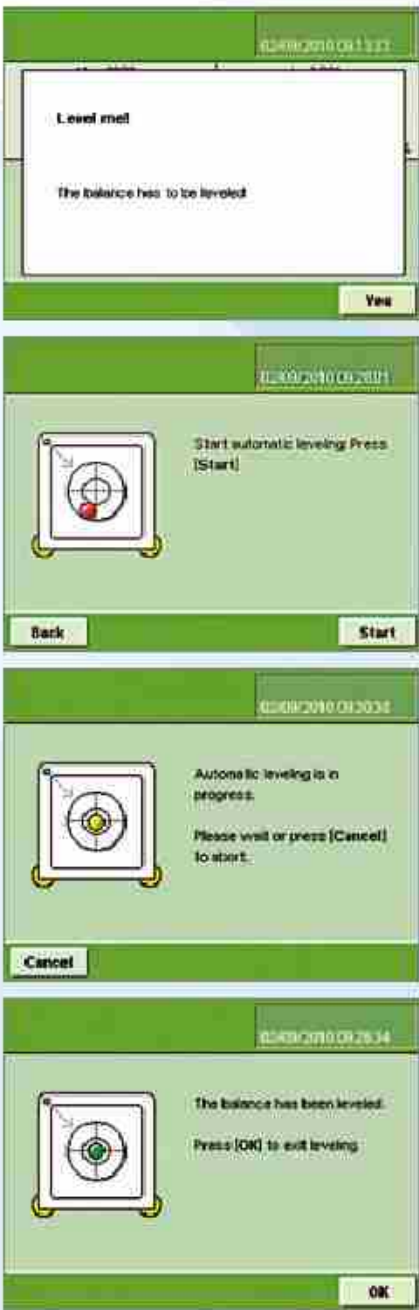 Level me!!
The balance has to be leveled!
Yes
Start automatic leveling: Press
[Start]
Back
Start
Automatic leveling is in
progress.
Please wait or press [Cancel]
to abort.
Cancel
The balance has been leveled.
Press [OK] to exit leveling
OK